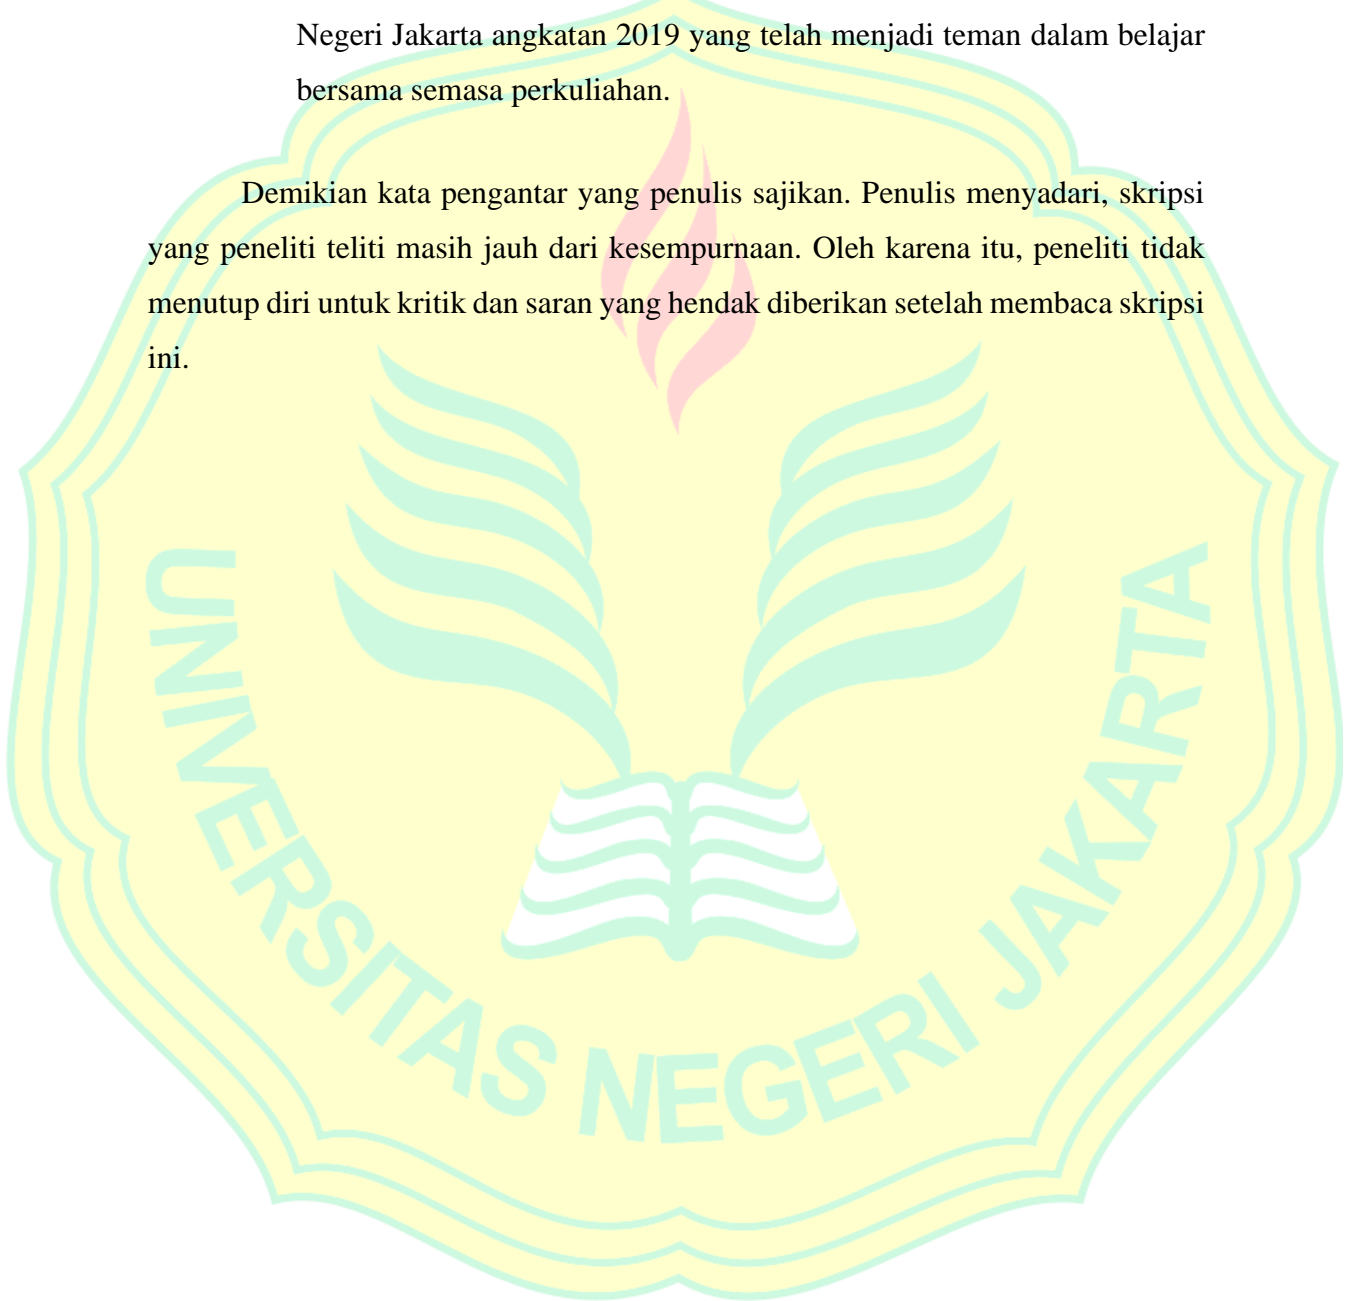 Negeri Jakarta angkatan 2019 yang telah menjadi teman dalam belajar
bersama semasa perkuliahan.
Demikian kata pengantar yang penulis sajikan. Penulis menyadari, skripsi
yang peneliti teliti masih jauh dari kesempurnaan. Oleh karena itu, peneliti tidak
menutup diri untuk kritik dan saran yang hendak diberikan setelah membaca skripsi
ini.
UNIVERSITAS NEGERI JAKARTA